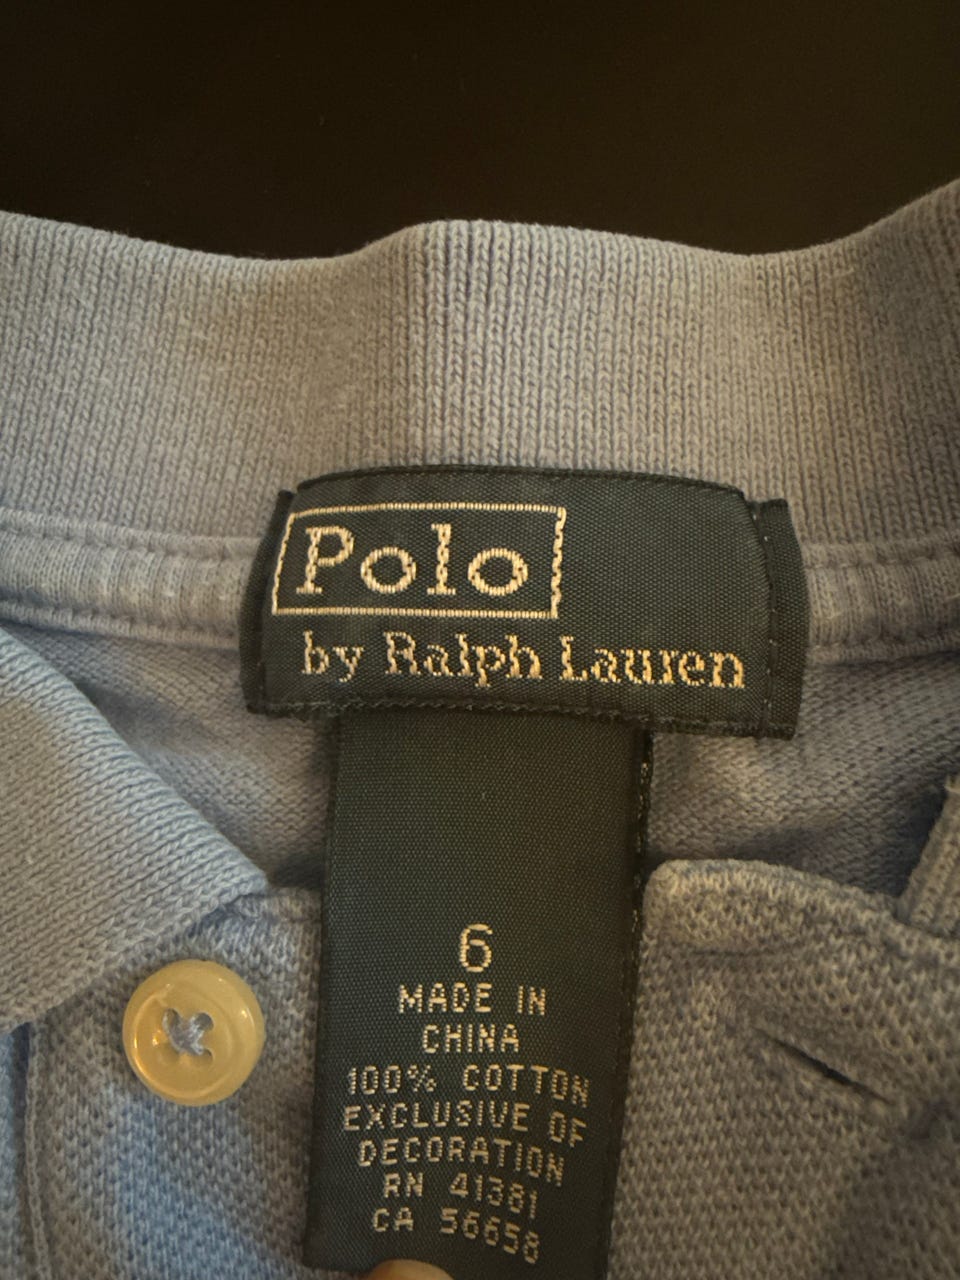 Polo
by Ralph Lauren
6
MADE IN
CHINA
100% COTTON
EXCLUSIVE OF
DECORATION
RN 41381
CA 56658